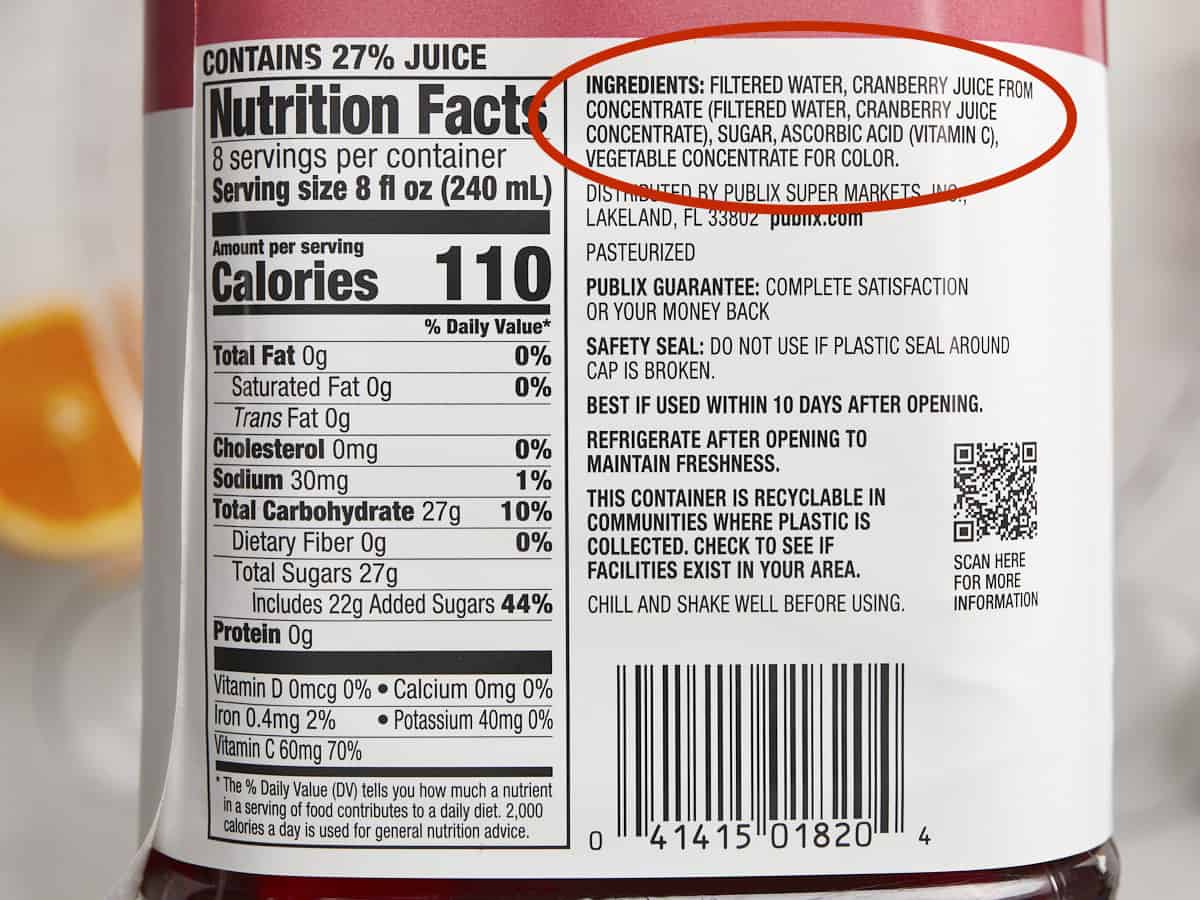 CONTAINS 27% JUICE
Nutrition Facts
8 servings per container
Serving size 8 fl oz (240 mL)
Amount per serving
Calories 110
% Daily Value*
Total Fat 0g 0%
Saturated Fat 0g 0%
Trans Fat 0g
Cholesterol 0mg 0%
Sodium 30mg 1%
Total Carbohydrate 27g 10%
Dietary Fiber 0g 0%
Total Sugars 27g
Includes 22g Added Sugars 44%
Protein 0g
Vitamin D 0mcg 0% • Calcium 0mg 0%
Iron 0.4mg 2% • Potassium 40mg 0%
Vitamin C 60mg 70%
* The % Daily Value (DV) tells you how much a nutrient
in a serving of food contributes to a daily diet. 2,000
calories a day is used for general nutrition advice.
INGREDIENTS: FILTERED WATER, CRANBERRY JUICE FROM
CONCENTRATE (FILTERED WATER, CRANBERRY JUICE
CONCENTRATE), SUGAR, ASCORBIC ACID (VITAMIN C),
VEGETABLE CONCENTRATE FOR COLOR.
DISTRIBUTED BY PUBLIX SUPER MARKETS, INC.,
LAKELAND, FL 33802 publix.com
PASTEURIZED
PUBLIX GUARANTEE: COMPLETE SATISFACTION
OR YOUR MONEY BACK
SAFETY SEAL: DO NOT USE IF PLASTIC SEAL AROUND
CAP IS BROKEN.
BEST IF USED WITHIN 10 DAYS AFTER OPENING.
REFRIGERATE AFTER OPENING TO
MAINTAIN FRESHNESS.
THIS CONTAINER IS RECYCLABLE IN
COMMUNITIES WHERE PLASTIC IS
COLLECTED. CHECK TO SEE IF
FACILITIES EXIST IN YOUR AREA.
CHILL AND SHAKE WELL BEFORE USING.
SCAN HERE
FOR MORE
INFORMATION
0 41415 01820 4